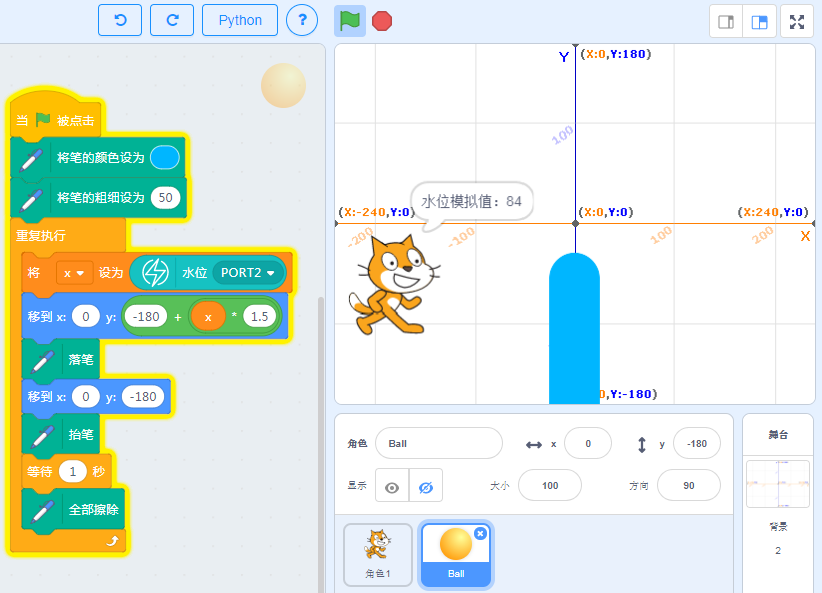 Python
?
当 被点击
将笔的颜色设为
将笔的粗细设为 50
重复执行
将 x 设为 水位 PORT2
移到 x: 0 y: -180 + x * 1.5
落笔
移到 x: 0 y: -180
抬笔
等待 1 秒
全部擦除
Y (X:0,Y:180)
100
水位模拟值：84
(X:-240,Y:0) (X:0,Y:0) (X:240,Y:0)
-200 -100 100 200 X
0,Y:-180)
角色 Ball x 0 y -180
显示 大小 100 方向 90
角色1
Ball
舞台
背景
2